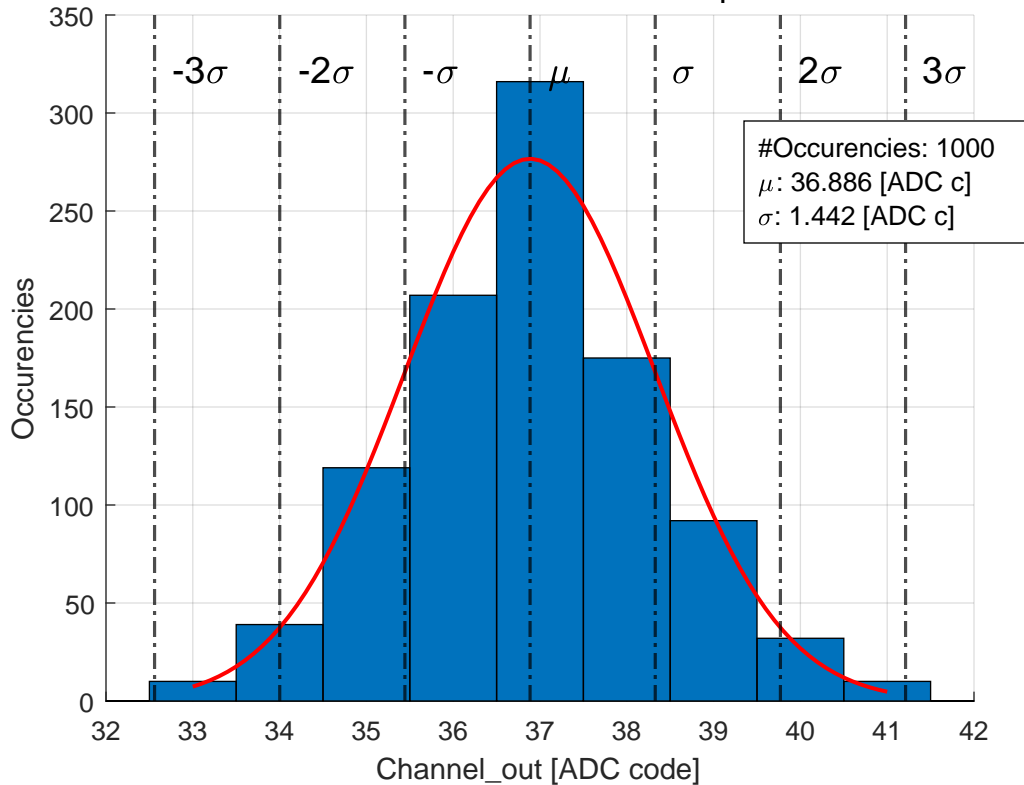 350
300
250
200
150
100
50
0
Occurencies
-3σ -2σ -σ μ σ 2σ 3σ
#Occurencies: 1000
μ: 36.886 [ADC c]
σ: 1.442 [ADC c]
32 33 34 35 36 37 38 39 40 41 42
Channel_out [ADC code]